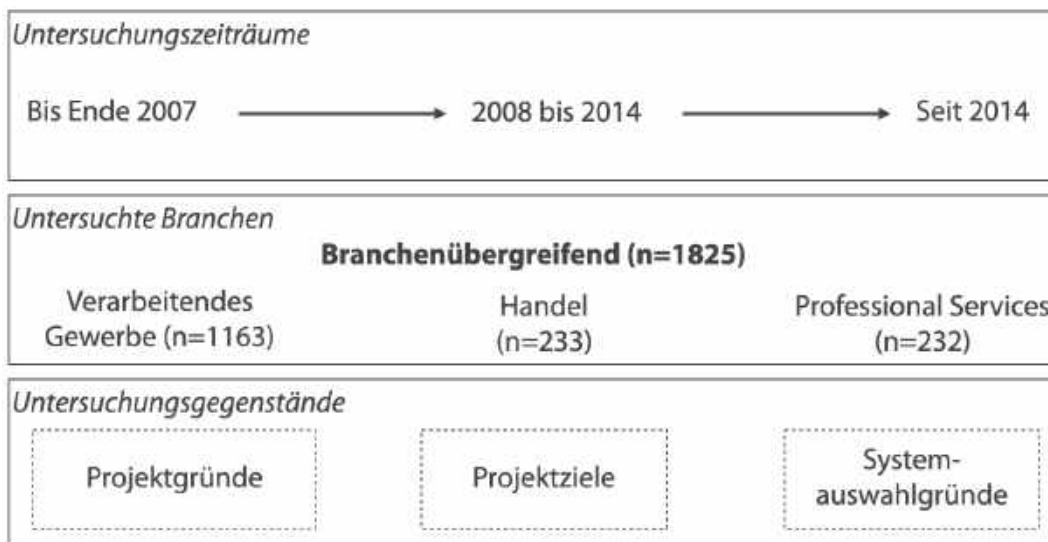 Untersuchungszeiträume
Bis Ende 2007 2008 bis 2014 Seit 2014
Untersuchte Branchen
Branchenübergreifend (n=1825)
Verarbeitendes
Gewerbe (n=1163)
Handel
(n=233)
Professional Services
(n=232)
Untersuchungsgegenstände
Projektgründe
Projektziele
System-
auswahlgründe